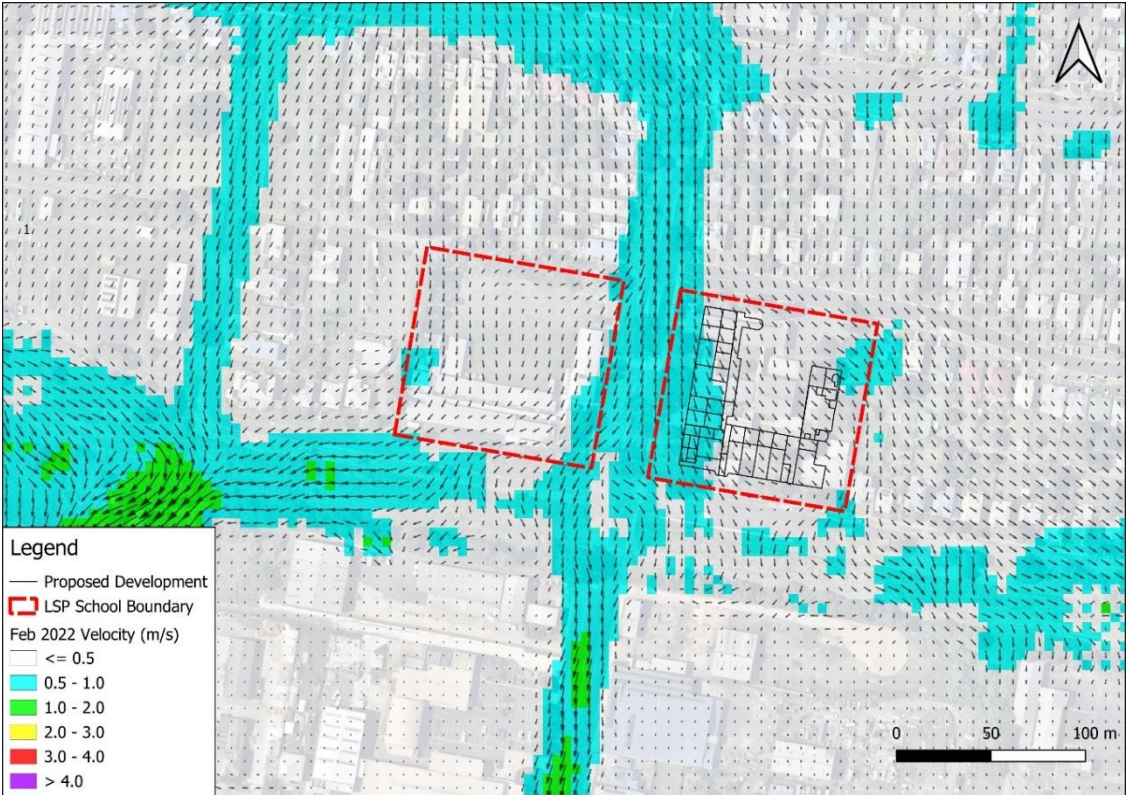 1
Legend
Proposed Development
LSP School Boundary
Feb 2022 Velocity (m/s)
<= 0.5
0.5 - 1.0
1.0 - 2.0
2.0 - 3.0
3.0 - 4.0
> 4.0
0 50 100 m